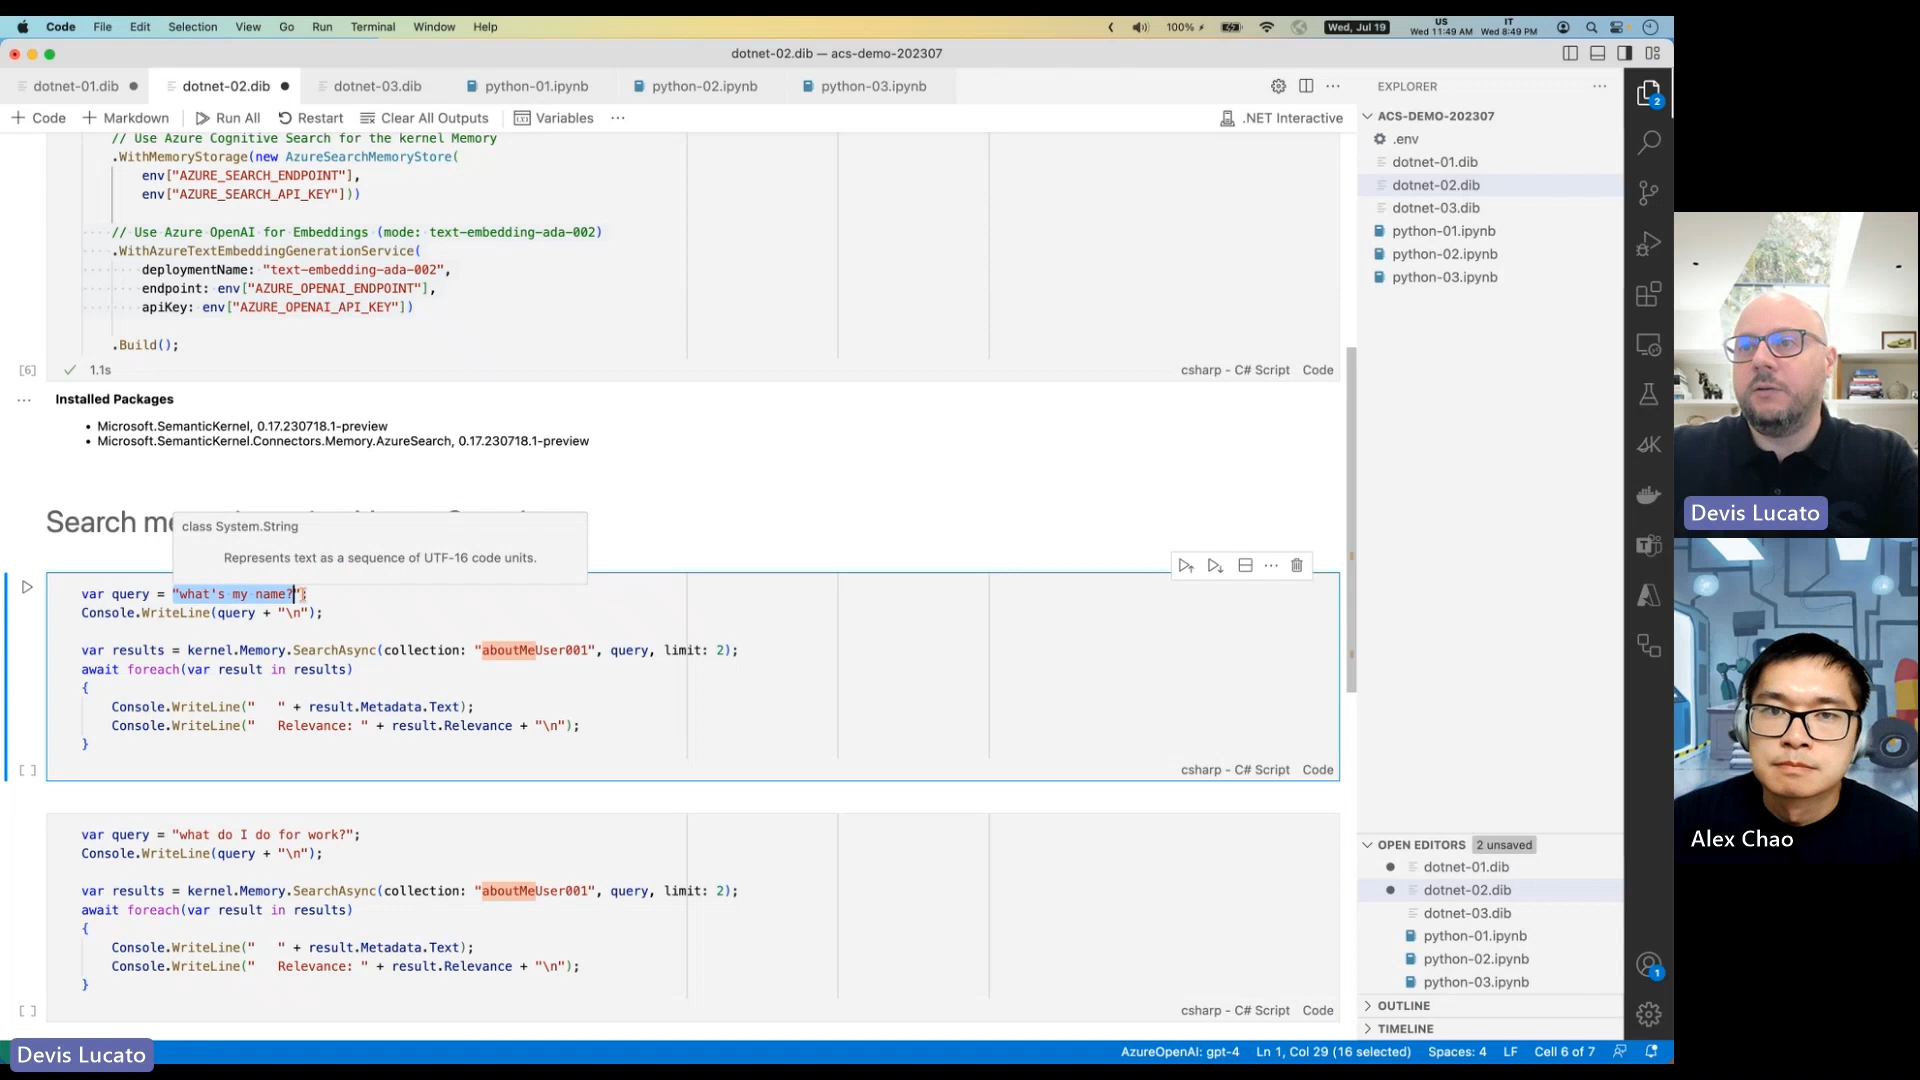 Code File Edit Selection View Go Run Terminal Window Help
100% Wed, Jul 19 US Wed 11:49 AM IT Wed 8:49 PM
dotnet-02.dib — acs-demo-202307
dotnet-01.dib dotnet-02.dib dotnet-03.dib python-01.ipynb python-02.ipynb python-03.ipynb
Code Markdown Run All Restart Clear All Outputs Variables .NET Interactive
// Use Azure Cognitive Search for the kernel Memory
.WithMemoryStorage(new AzureSearchMemoryStore(
env["AZURE_SEARCH_ENDPOINT"],
env["AZURE_SEARCH_API_KEY"]))
// Use Azure OpenAI for Embeddings (mode: text-embedding-ada-002)
.WithAzureTextEmbeddingGenerationService(
deploymentName: "text-embedding-ada-002",
endpoint: env["AZURE_OPENAI_ENDPOINT"],
apiKey: env["AZURE_OPENAI_API_KEY"])
.Build();
[6] 1.1s csharp - C# Script Code
Installed Packages
• Microsoft.SemanticKernel, 0.17.230718.1-preview
• Microsoft.SemanticKernel.Connectors.Memory.AzureSearch, 0.17.230718.1-preview
Search me
class System.String
Represents text as a sequence of UTF-16 code units.
var query = "what's my name?";
Console.WriteLine(query + "\n");
var results = kernel.Memory.SearchAsync(collection: "aboutMeUser001", query, limit: 2);
await foreach(var result in results)
{
Console.WriteLine("   " + result.Metadata.Text);
Console.WriteLine("   Relevance: " + result.Relevance + "\n");
}
[ ] csharp - C# Script Code
var query = "what do I do for work?";
Console.WriteLine(query + "\n");
var results = kernel.Memory.SearchAsync(collection: "aboutMeUser001", query, limit: 2);
await foreach(var result in results)
{
Console.WriteLine("   " + result.Metadata.Text);
Console.WriteLine("   Relevance: " + result.Relevance + "\n");
}
[ ] csharp - C# Script Code
EXPLORER
ACS-DEMO-202307
.env
dotnet-01.dib
dotnet-02.dib
dotnet-03.dib
python-01.ipynb
python-02.ipynb
python-03.ipynb
OPEN EDITORS 2 unsaved
dotnet-01.dib
dotnet-02.dib
dotnet-03.dib
python-01.ipynb
python-02.ipynb
python-03.ipynb
OUTLINE
TIMELINE
2
1
AzureOpenAI: gpt-4 Ln 1, Col 29 (16 selected) Spaces: 4 LF Cell 6 of 7
Devis Lucato
Devis Lucato
Alex Chao